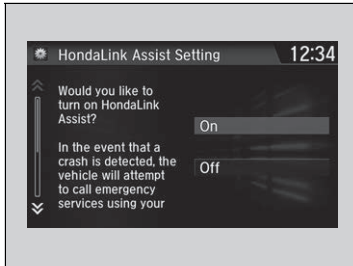 HondaLink Assist Setting
12:34
Would you like to
turn on HondaLink
Assist?
In the event that a
crash is detected, the
vehicle will attempt
to call emergency
services using your
On
Off